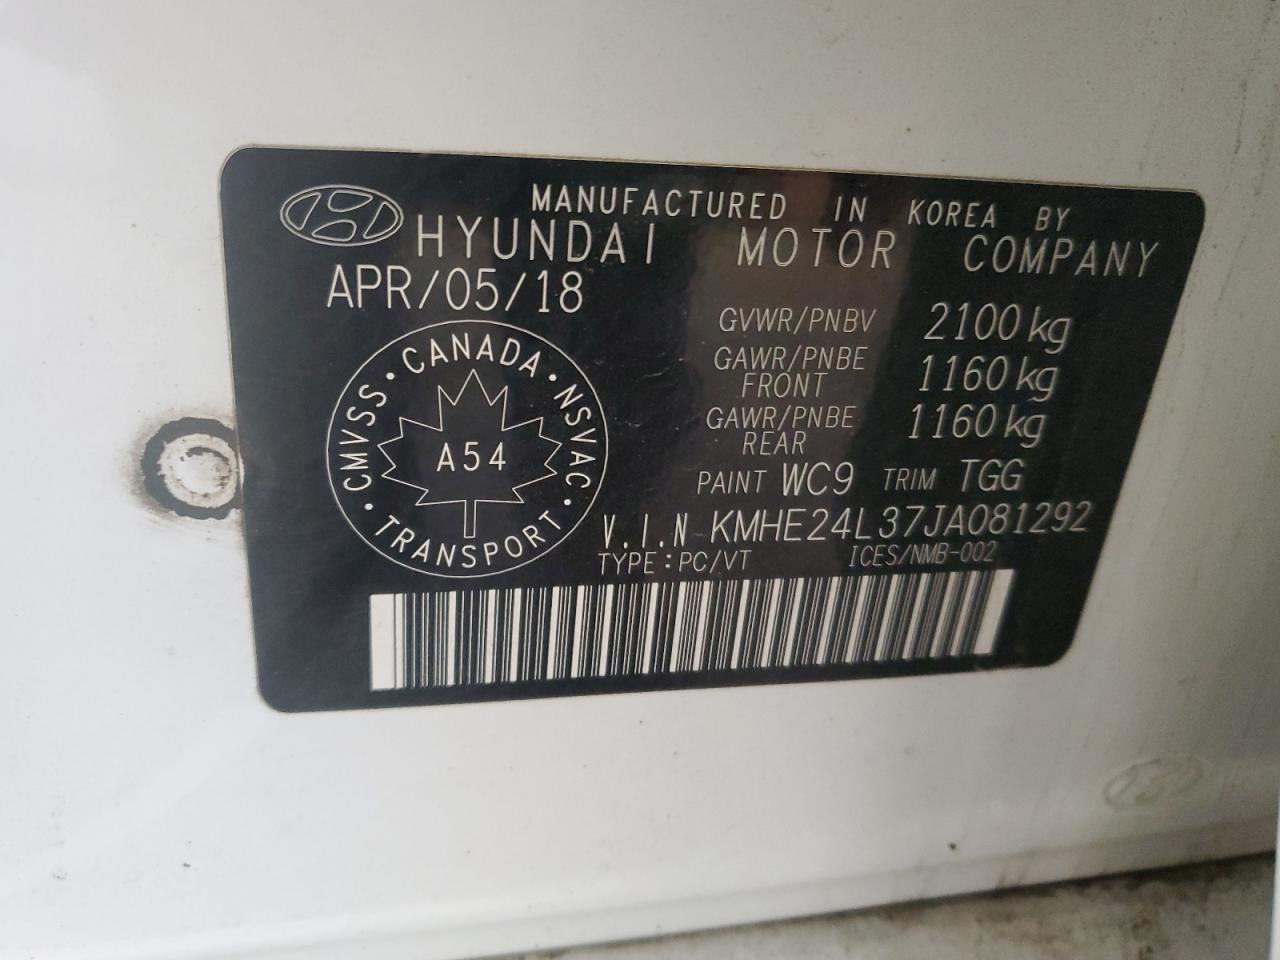 MANUFACTURED IN KOREA BY
HYUNDAI MOTOR COMPANY
APR/05/18
GVWR/PNBV 2100 kg
GAWR/PNBE FRONT 1160 kg
GAWR/PNBE REAR 1160 kg
PAINT WC9 TRIM TGG
V.I.N KMHE24L37JA081292
TYPE : PC/VT ICES/NMB-002
CMVSS · CANADA · NSVAC · TRANSPORT ·
A54